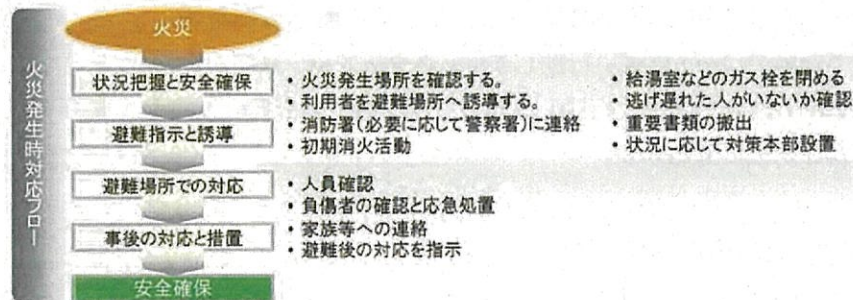 火災発生時対応フロー
火災
状況把握と安全確保
避難指示と誘導
避難場所での対応
事後の対応と措置
安全確保
・火災発生場所を確認する。
・利用者を避難場所へ誘導する。
・消防署(必要に応じて警察署)に連絡
・初期消火活動
・給湯室などのガス栓を閉める
・逃げ遅れた人がいないか確認
・重要書類の搬出
・状況に応じて対策本部設置
・人員確認
・負傷者の確認と応急処置
・家族等への連絡
・避難後の対応を指示